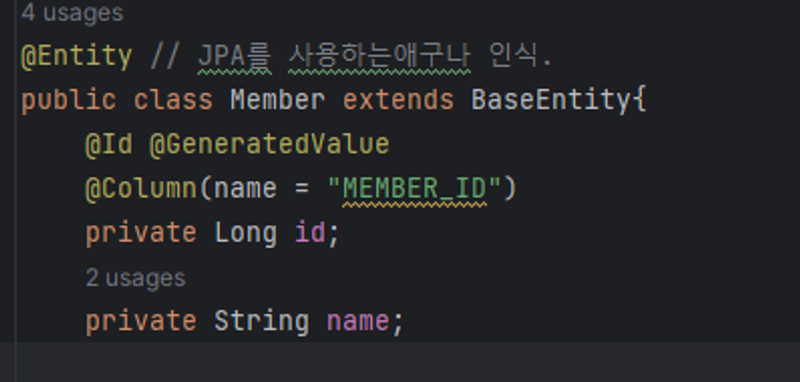 4 usages
@Entity // JPA를 사용하는애구나 인식.
public class Member extends BaseEntity{
@Id @GeneratedValue
@Column(name = "MEMBER_ID")
private Long id;
2 usages
private String name;